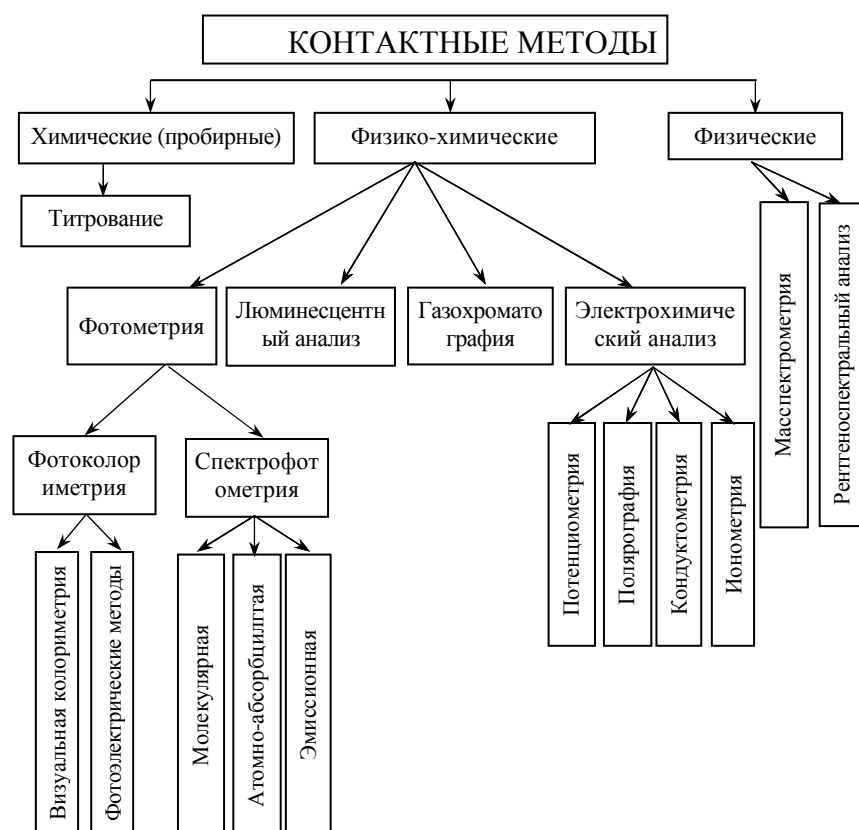 КОНТАКТНЫЕ МЕТОДЫ
Химические (пробирные)
Физико-химические
Физические
Титрование
Фотометрия
Люминесцентн
ый анализ
Газохромато
графия
Электрохимиче
ский анализ
Масспектрометрия
Рентгеноспектральный анализ
Фотоколор
иметрия
Спектрофот
ометрия
Потенциометрия
Полярография
Кондуктометрия
Ионометрия
Визуальная колориметрия
Фотоэлектрические методы
Молекулярная
Атомно-абсорбцилгтая
Эмиссионная